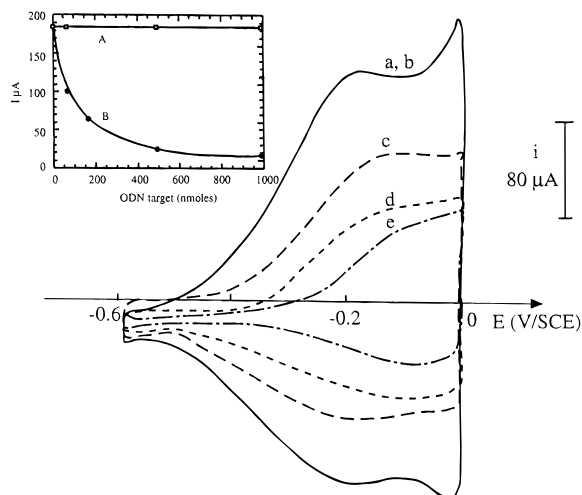 200
150
100
50
0
I µA
A
B
0 200 400 600 800 1000
ODN target (nmoles)
a, b
c
d
e
i
80 µA
-0.6
-0.2
0
E (V/SCE)